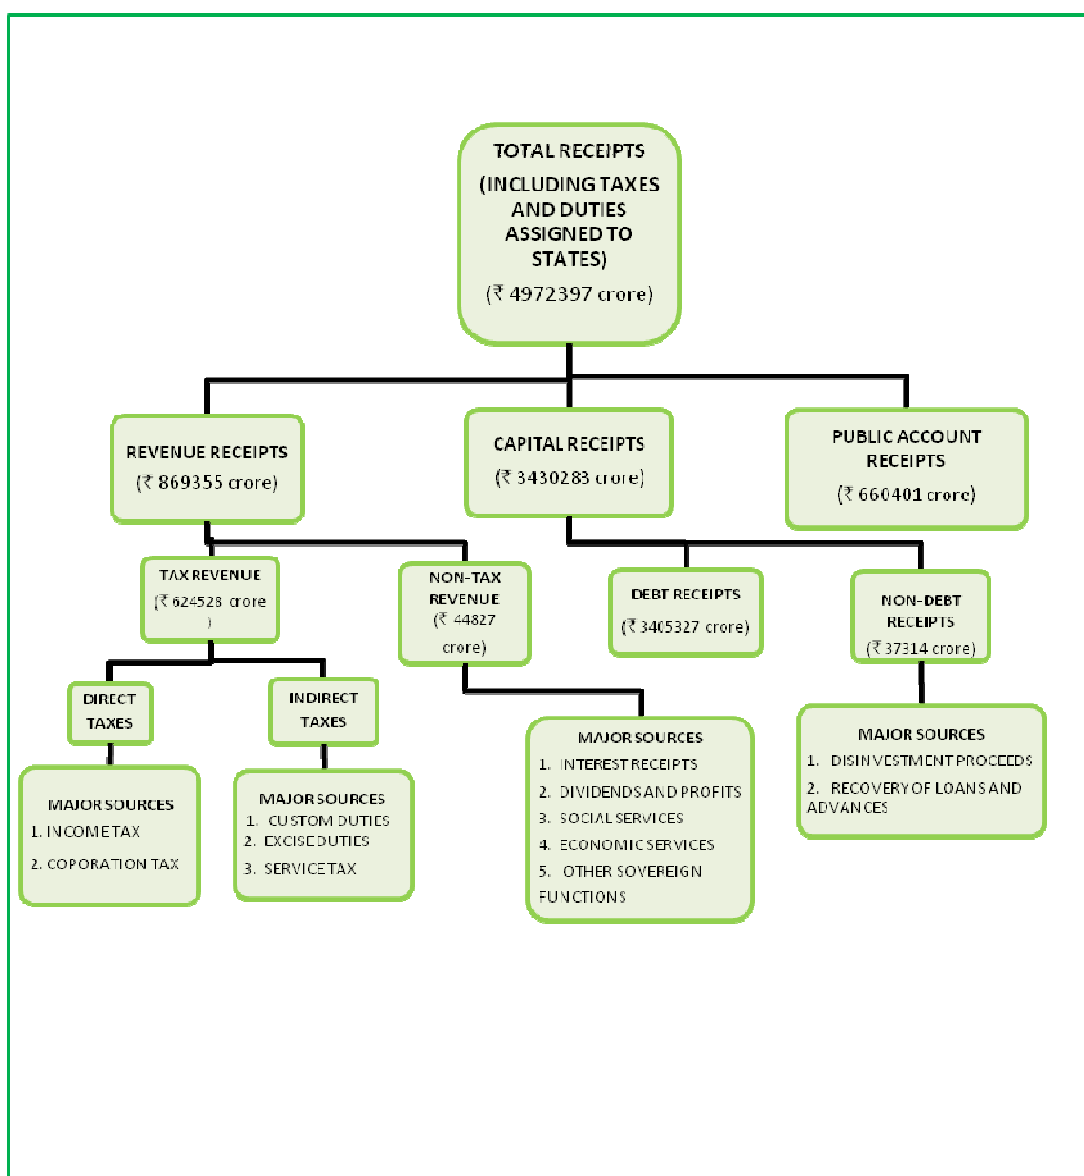 TOTAL RECEIPTS
(INCLUDING TAXES
AND DUTIES
ASSIGNED TO
STATES)
(₹ 4972397 crore)
REVENUE RECEIPTS
(₹ 869355 crore)
CAPITAL RECEIPTS
(₹ 3430283 crore)
PUBLIC ACCOUNT
RECEIPTS
(₹ 660401 crore)
TAX REVENUE
(₹ 624528 crore
)
NON-TAX
REVENUE
(₹ 44827
crore)
DEBT RECEIPTS
(₹ 3405327 crore)
NON-DEBT
RECEIPTS
(₹ 37314 crore)
DIRECT
TAXES
INDIRECT
TAXES
MAJOR SOURCES
1. INCOME TAX
2. COPORATION TAX
MAJOR SOURCES
1. CUSTOM DUTIES
2. EXCISE DUTIES
3. SERVICE TAX
MAJOR SOURCES
1. INTEREST RECEIPTS
2. DIVIDENDS AND PROFITS
3. SOCIAL SERVICES
4. ECONOMIC SERVICES
5. OTHER SOVEREIGN
FUNCTIONS
MAJOR SOURCES
1. DISINVESTMENT PROCEEDS
2. RECOVERY OF LOANS AND
ADVANCES